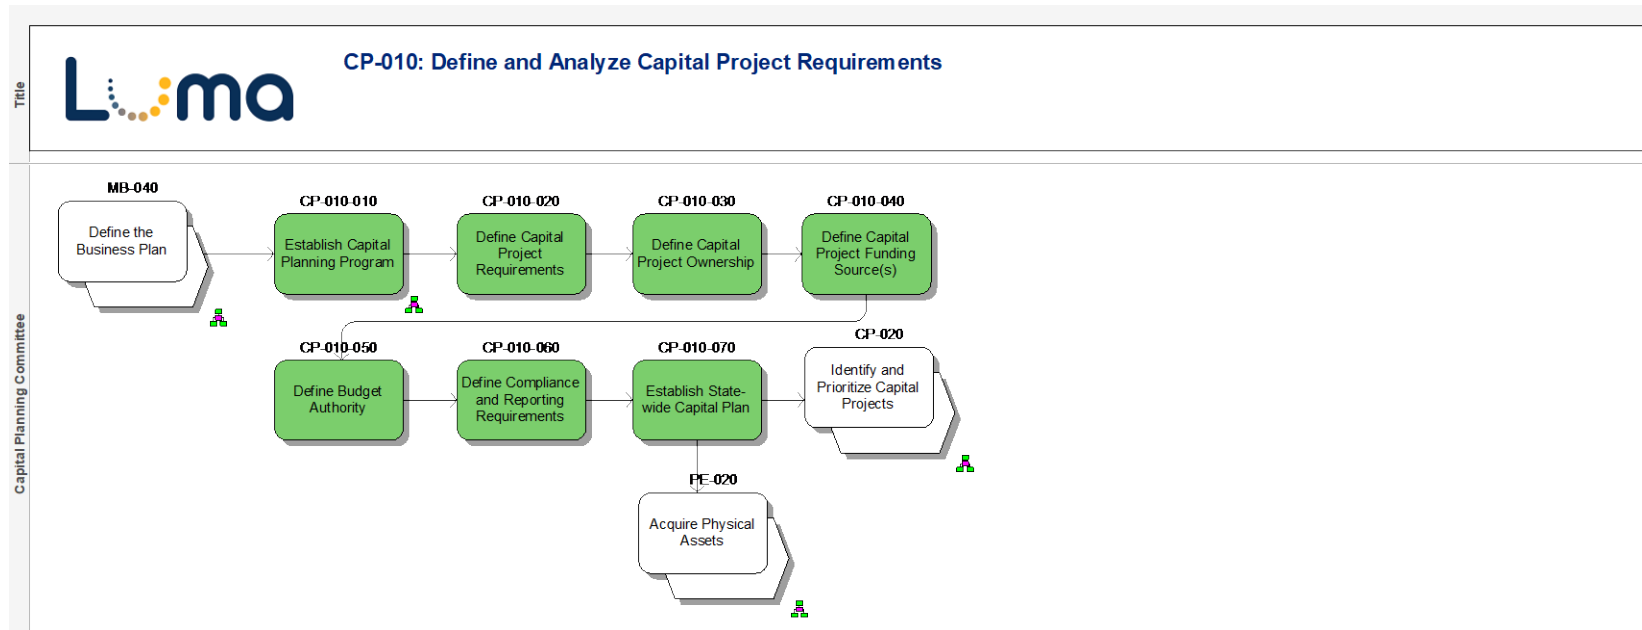 Title
Luma
CP-010: Define and Analyze Capital Project Requirements
Capital Planning Committee
MB-040
Define the
Business Plan
CP-010-010
Establish Capital
Planning Program
CP-010-020
Define Capital
Project
Requirements
CP-010-030
Define Capital
Project Ownership
CP-010-040
Define Capital
Project Funding
Source(s)
CP-010-050
Define Budget
Authority
CP-010-060
Define Compliance
and Reporting
Requirements
CP-010-070
Establish State-
wide Capital Plan
CP-020
Identify and
Prioritize Capital
Projects
PE-020
Acquire Physical
Assets